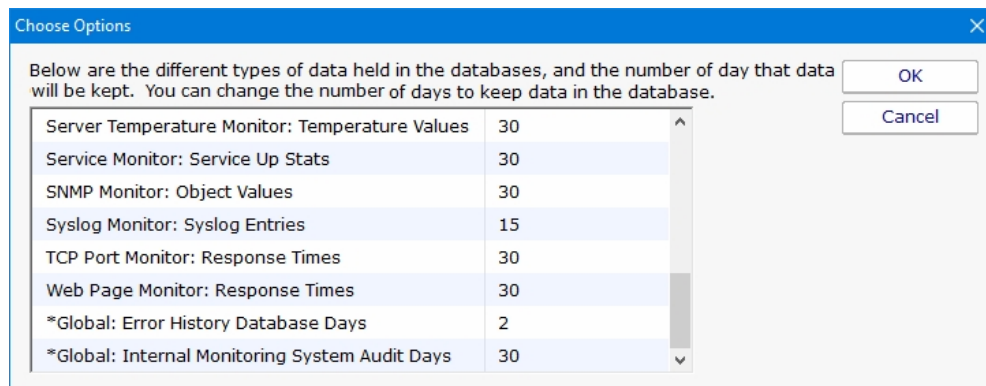 Choose Options
Below are the different types of data held in the databases, and the number of day that data
will be kept. You can change the number of days to keep data in the database.
OK
Cancel
Server Temperature Monitor: Temperature Values 30
Service Monitor: Service Up Stats 30
SNMP Monitor: Object Values 30
Syslog Monitor: Syslog Entries 15
TCP Port Monitor: Response Times 30
Web Page Monitor: Response Times 30
*Global: Error History Database Days 2
*Global: Internal Monitoring System Audit Days 30